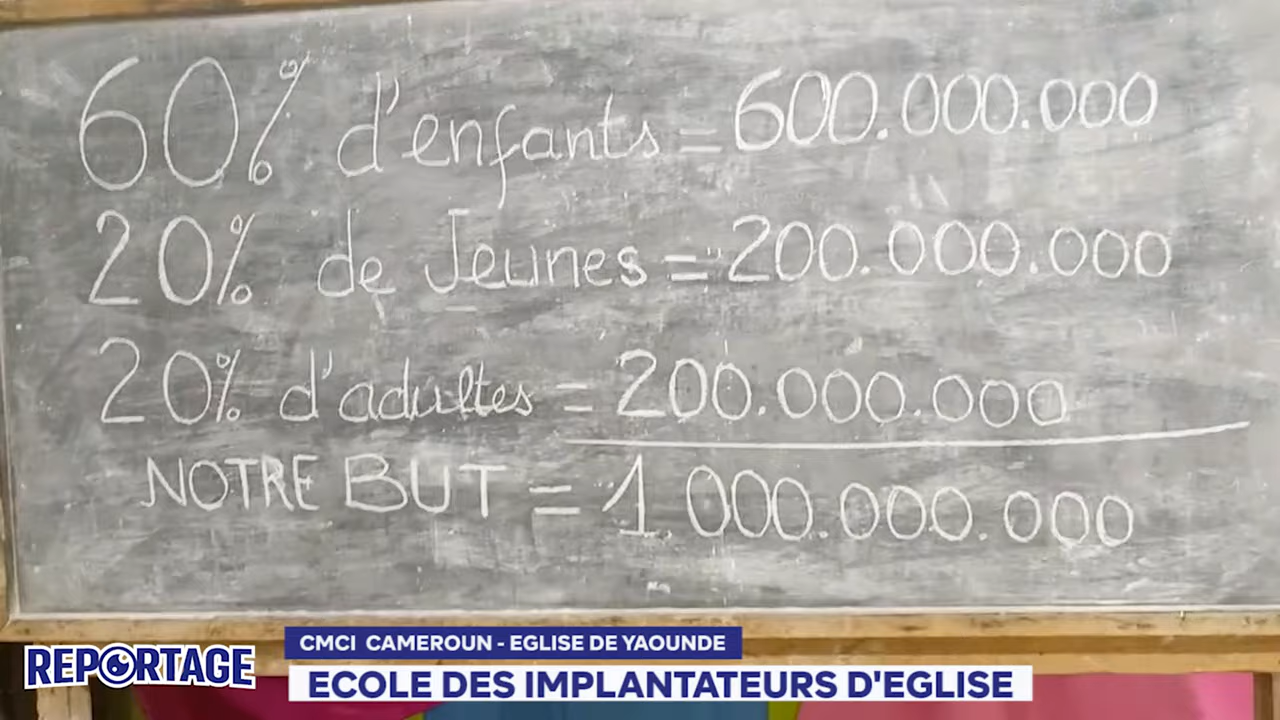 60% d'enfants = 600.000.000
20% de Jeunes = 200.000.000
20% d'adultes = 200.000.000
NOTRE BUT = 1.000.000.000
CMCI CAMEROUN - EGLISE DE YAOUNDE
REPORTAGE
ECOLE DES IMPLANTATEURS D'EGLISE